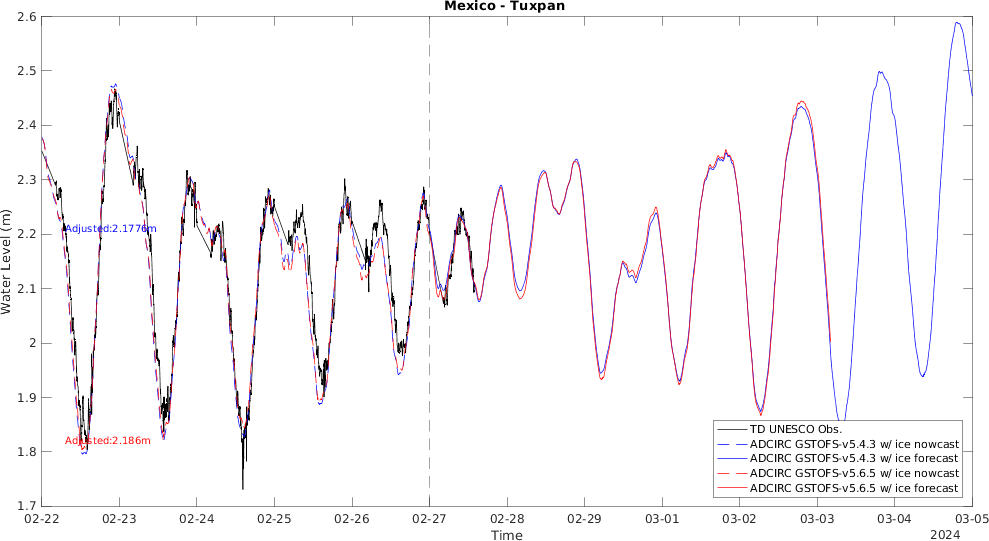 Mexico - Tuxpan
2.6
2.5
2.4
2.3
2.2
2.1
2
1.9
1.8
1.7
Water Level (m)
Adjusted:2.1776m
Adjusted:2.186m
TD UNESCO Obs.
ADCIRC GSTOFS-v5.4.3 w/ ice nowcast
ADCIRC GSTOFS-v5.4.3 w/ ice forecast
ADCIRC GSTOFS-v5.6.5 w/ ice nowcast
ADCIRC GSTOFS-v5.6.5 w/ ice forecast
02-22 02-23 02-24 02-25 02-26 02-27 02-28 02-29 03-01 03-02 03-03 03-04 03-05
Time
2024